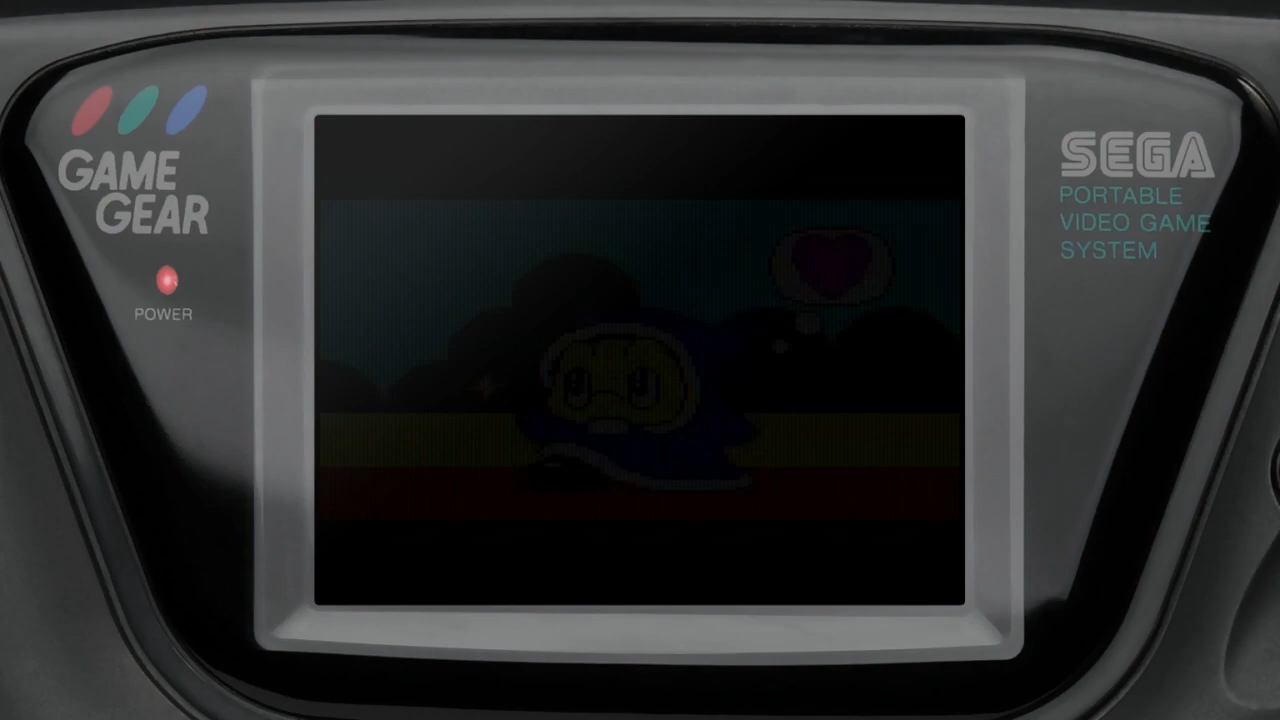 GAME
GEAR
POWER
SEGA
PORTABLE
VIDEO GAME
SYSTEM